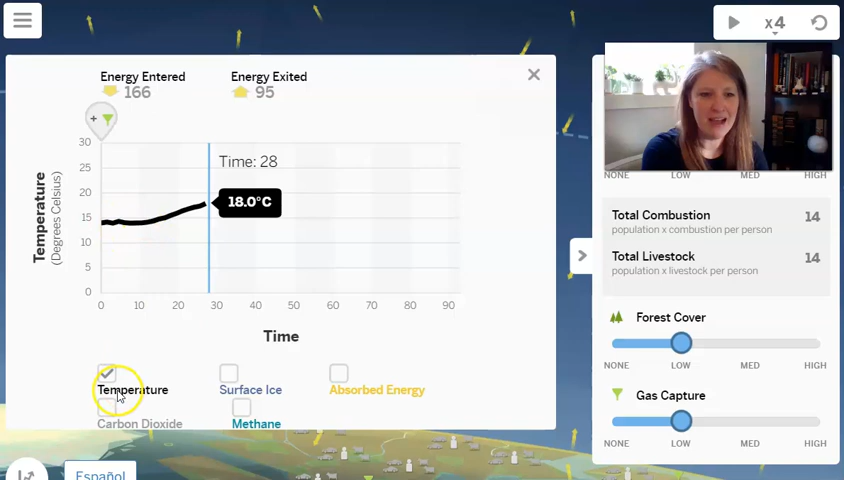 x4
Energy Entered
166
Energy Exited
95
+
30
25
20
15
10
5
0
Temperature
(Degrees Celsius)
Time: 28
18.0°C
0 10 20 30 40 50 60 70 80 90
Time
Temperature
Surface Ice
Absorbed Energy
Carbon Dioxide
Methane
Español
NONE LOW MED HIGH
Total Combustion 14
population x combustion per person
Total Livestock 14
population x livestock per person
Forest Cover
NONE LOW MED HIGH
Gas Capture
NONE LOW MED HIGH